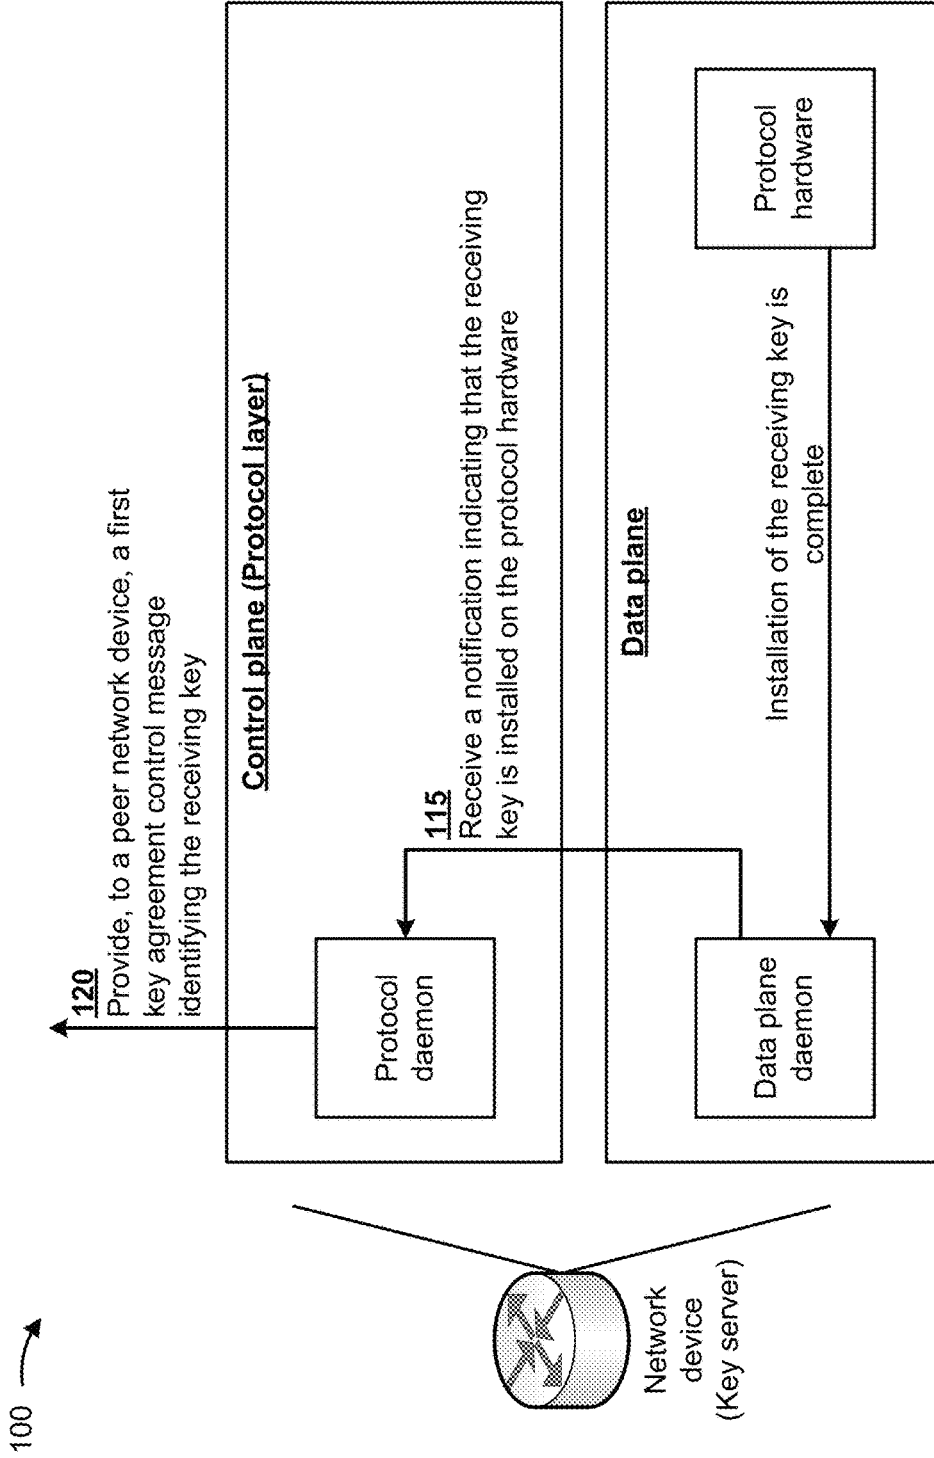 100
120
Provide, to a peer network device, a first
key agreement control message
identifying the receiving key
Control plane (Protocol layer)
115
Receive a notification indicating that the receiving
key is installed on the protocol hardware
Protocol
daemon
Data plane
Installation of the receiving key is
complete
Data plane
daemon
Protocol
hardware
Network
device
(Key server)